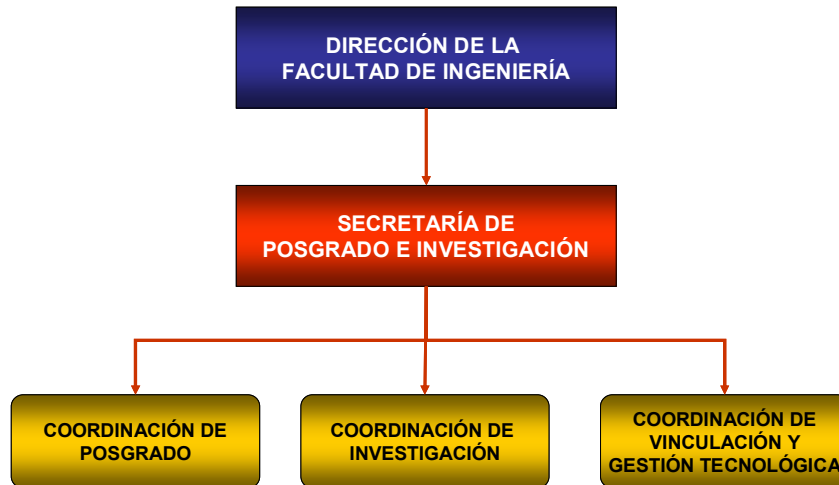 DIRECCIÓN DE LA
FACULTAD DE INGENIERÍA
SECRETARÍA DE
POSGRADO E INVESTIGACIÓN
COORDINACIÓN DE
POSGRADO
COORDINACIÓN DE
INVESTIGACIÓN
COORDINACIÓN DE
VINCULACIÓN Y
GESTIÓN TECNOLÓGICA